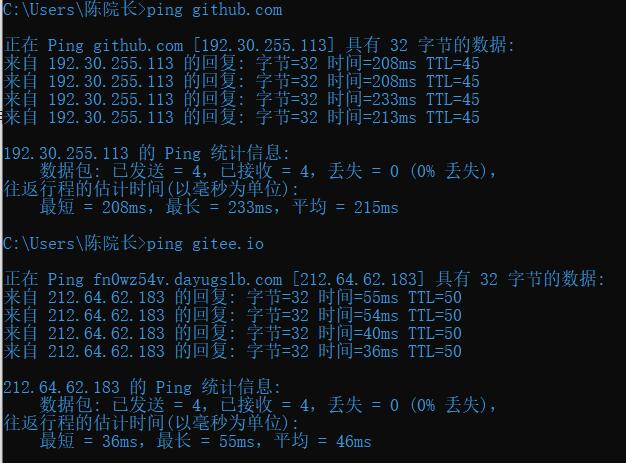 C:\Users\陈院长>ping github.com
正在 Ping github.com [192.30.255.113] 具有 32 字节的数据:
来自 192.30.255.113 的回复: 字节=32 时间=208ms TTL=45
来自 192.30.255.113 的回复: 字节=32 时间=208ms TTL=45
来自 192.30.255.113 的回复: 字节=32 时间=233ms TTL=45
来自 192.30.255.113 的回复: 字节=32 时间=213ms TTL=45
192.30.255.113 的 Ping 统计信息:
数据包: 已发送 = 4，已接收 = 4，丢失 = 0 (0% 丢失)，
往返行程的估计时间(以毫秒为单位):
最短 = 208ms，最长 = 233ms，平均 = 215ms
C:\Users\陈院长>ping gitee.io
正在 Ping fn0wz54v.dayugslb.com [212.64.62.183] 具有 32 字节的数据:
来自 212.64.62.183 的回复: 字节=32 时间=55ms TTL=50
来自 212.64.62.183 的回复: 字节=32 时间=54ms TTL=50
来自 212.64.62.183 的回复: 字节=32 时间=40ms TTL=50
来自 212.64.62.183 的回复: 字节=32 时间=36ms TTL=50
212.64.62.183 的 Ping 统计信息:
数据包: 已发送 = 4，已接收 = 4，丢失 = 0 (0% 丢失)，
往返行程的估计时间(以毫秒为单位):
最短 = 36ms，最长 = 55ms，平均 = 46ms